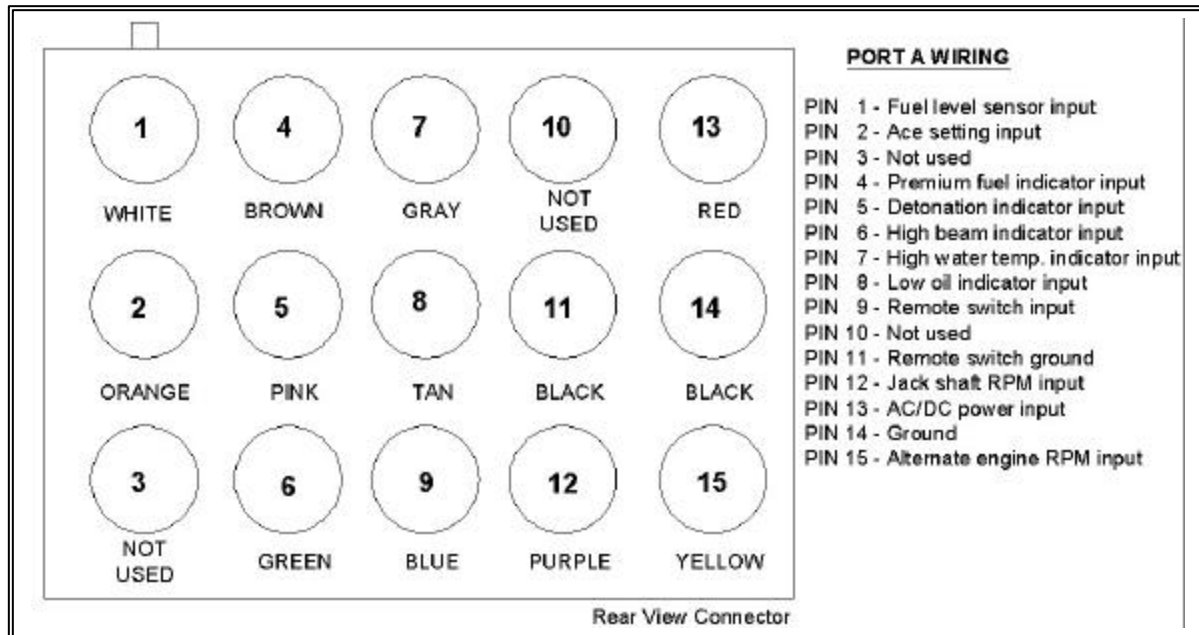 PORT A WIRING
1 4 7 10 13
WHITE BROWN GRAY NOT USED RED
2 5 8 11 14
ORANGE PINK TAN BLACK BLACK
3 6 9 12 15
NOT USED GREEN BLUE PURPLE YELLOW
Rear View Connector
PIN 1 - Fuel level sensor input
PIN 2 - Ace setting input
PIN 3 - Not used
PIN 4 - Premium fuel indicator input
PIN 5 - Detonation indicator input
PIN 6 - High beam indicator input
PIN 7 - High water temp. indicator input
PIN 8 - Low oil indicator input
PIN 9 - Remote switch input
PIN 10 - Not used
PIN 11 - Remote switch ground
PIN 12 - Jack shaft RPM input
PIN 13 - AC/DC power input
PIN 14 - Ground
PIN 15 - Alternate engine RPM input